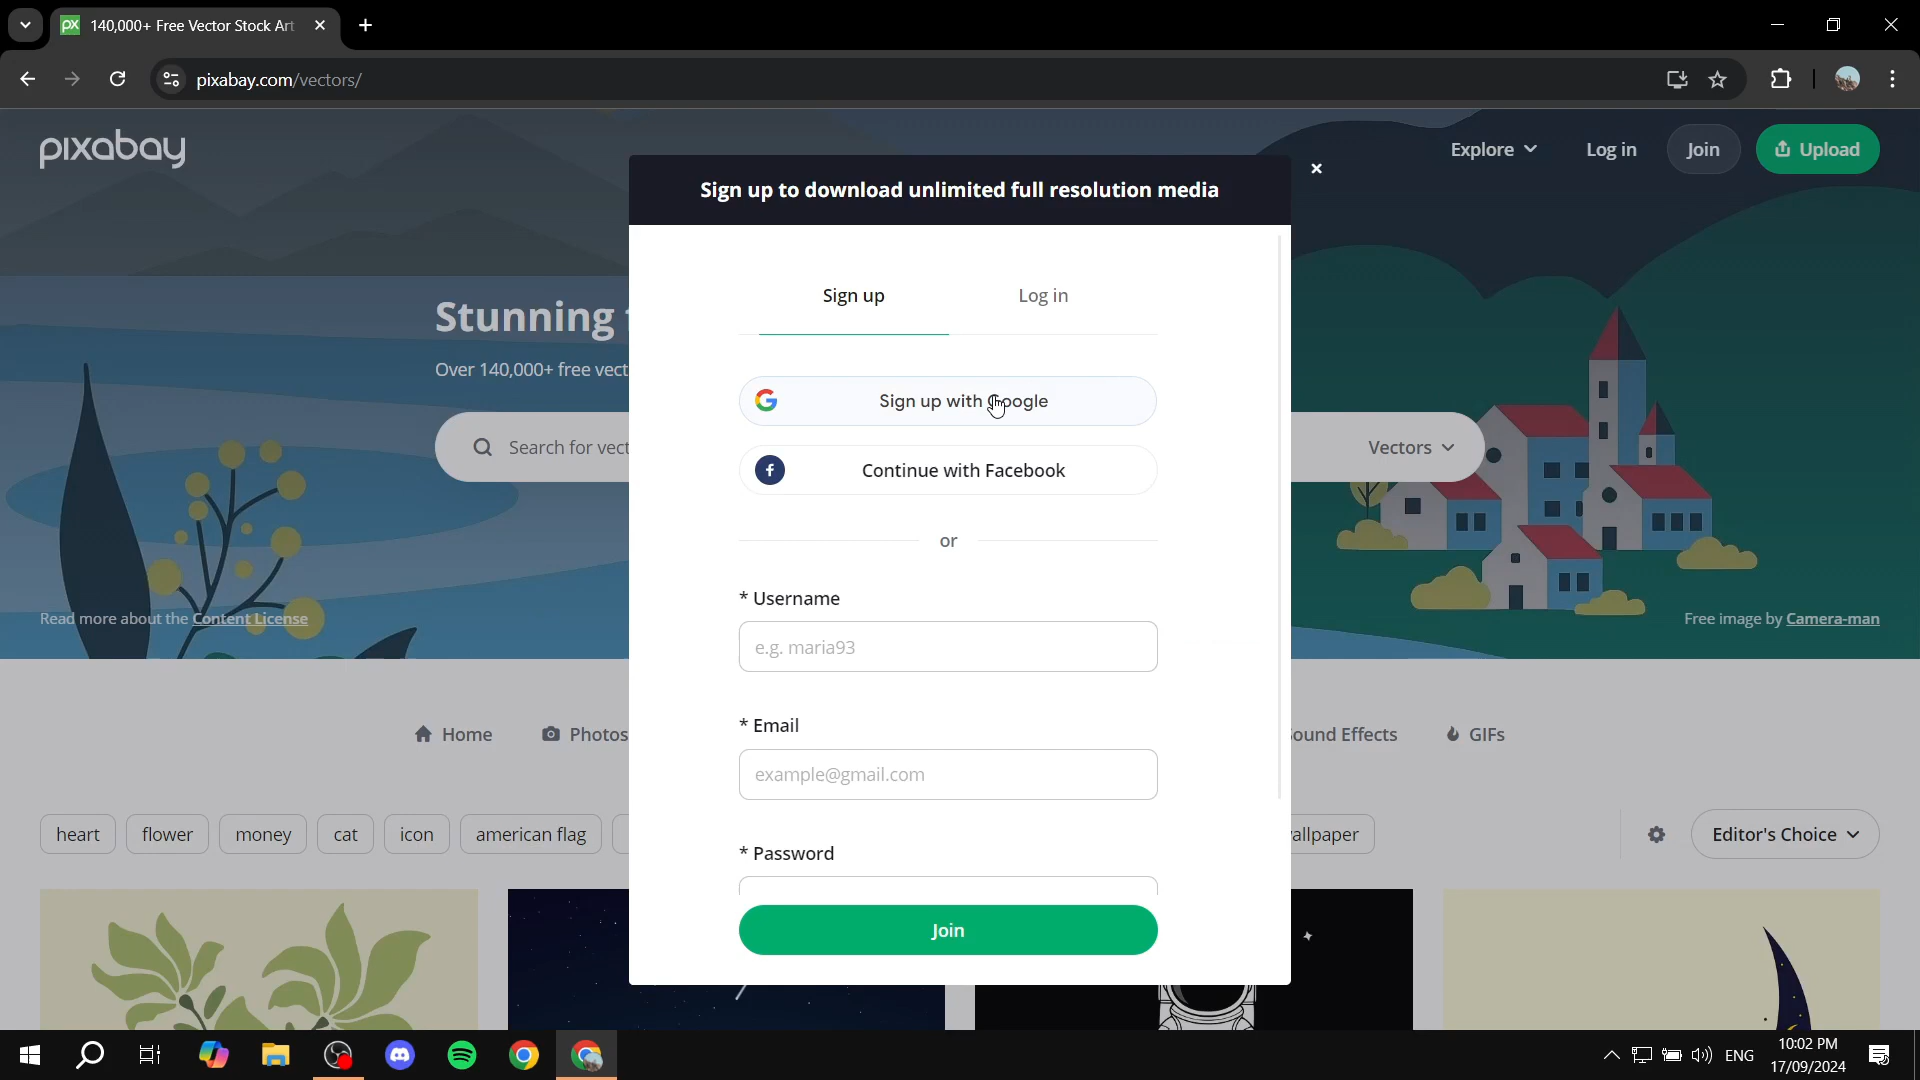 140,000+ Free Vector Stock Art
pixabay.com/vectors/
pixabay
Explore
Log in
Join
Upload
Sign up to download unlimited full resolution media
Sign up
Log in
Stunning
Over 140,000+ free vect
Sign up with Google
Continue with Facebook
Search for vect
Vectors
or
* Username
e.g. maria93
Read more about the Content License
Free image by Camera-man
* Email
example@gmail.com
Home
Photos
Sound Effects
GIFs
heart
flower
money
cat
icon
american flag
wallpaper
Editor's Choice
* Password
Join
ENG
10:02 PM
17/09/2024